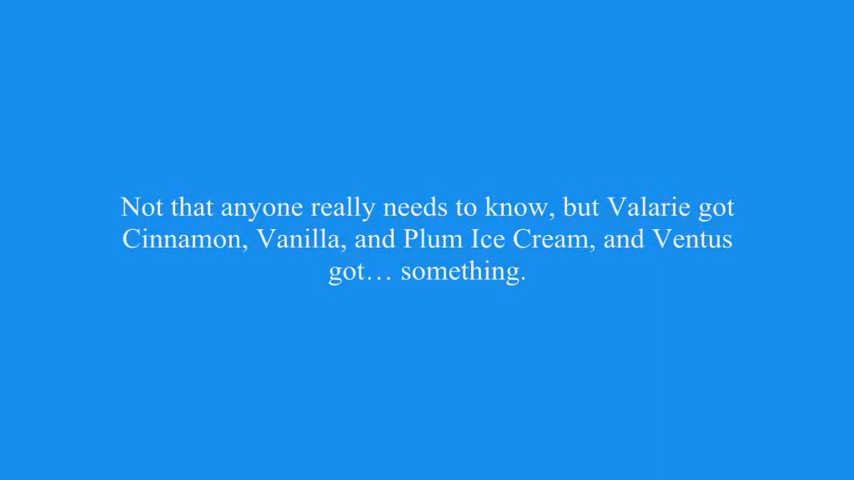 Not that anyone really needs to know, but Valarie got
Cinnamon, Vanilla, and Plum Ice Cream, and Ventus
got… something.